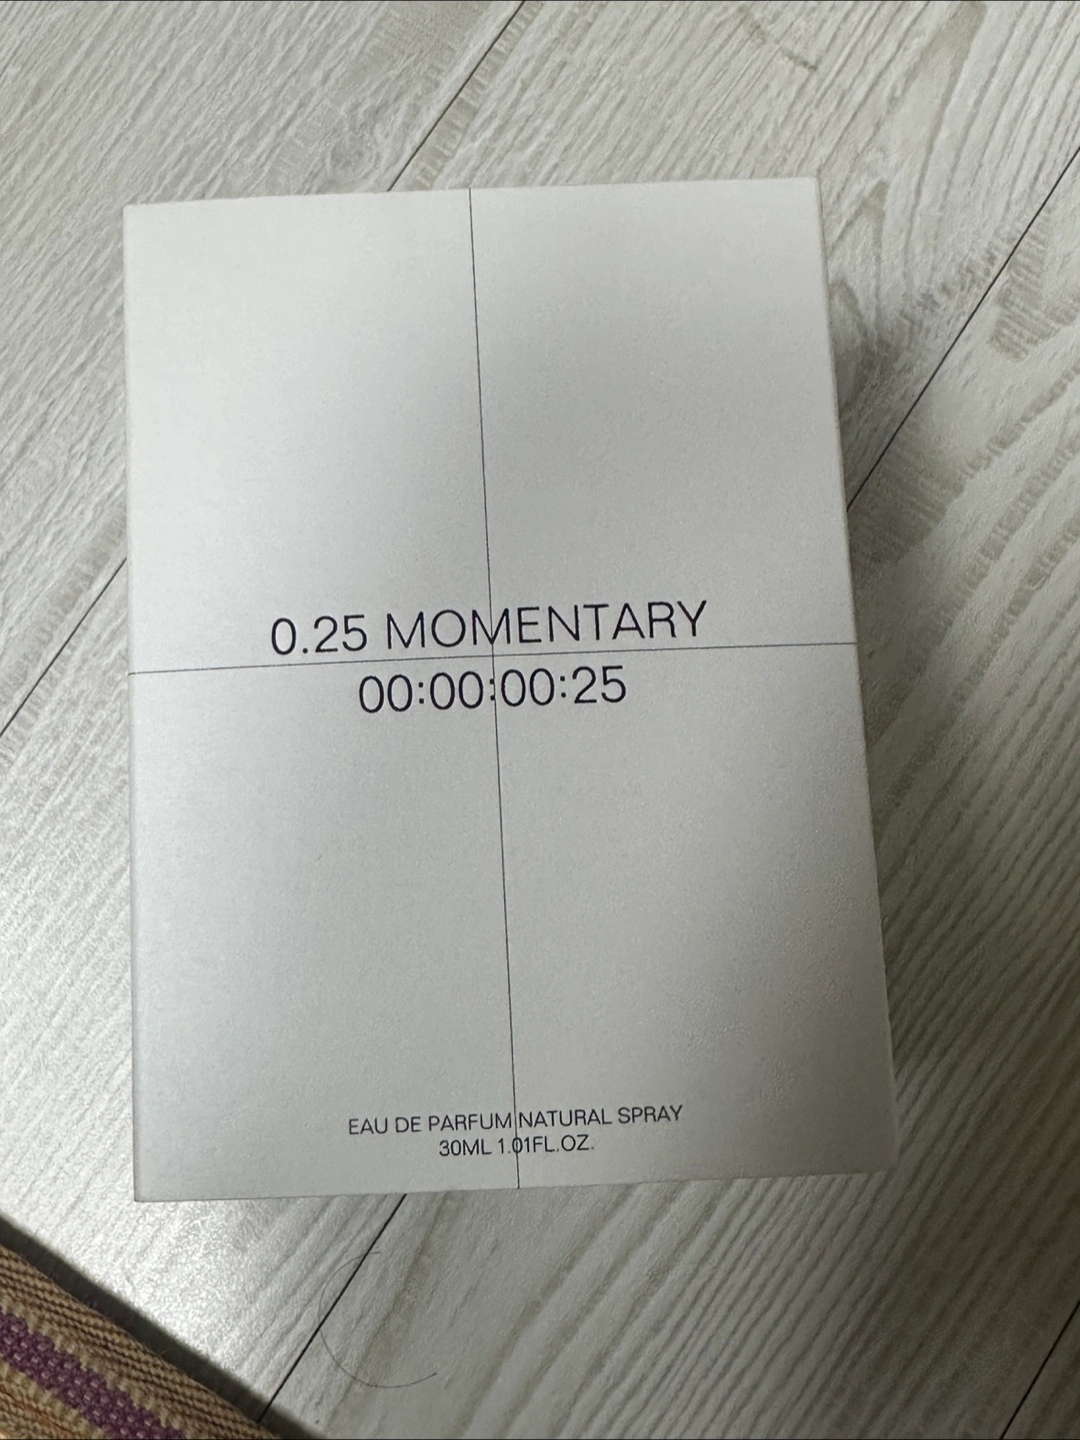 0.25 MOMENTARY
00:00:00:25
EAU DE PARFUM NATURAL SPRAY
30ML 1.01FL.OZ.